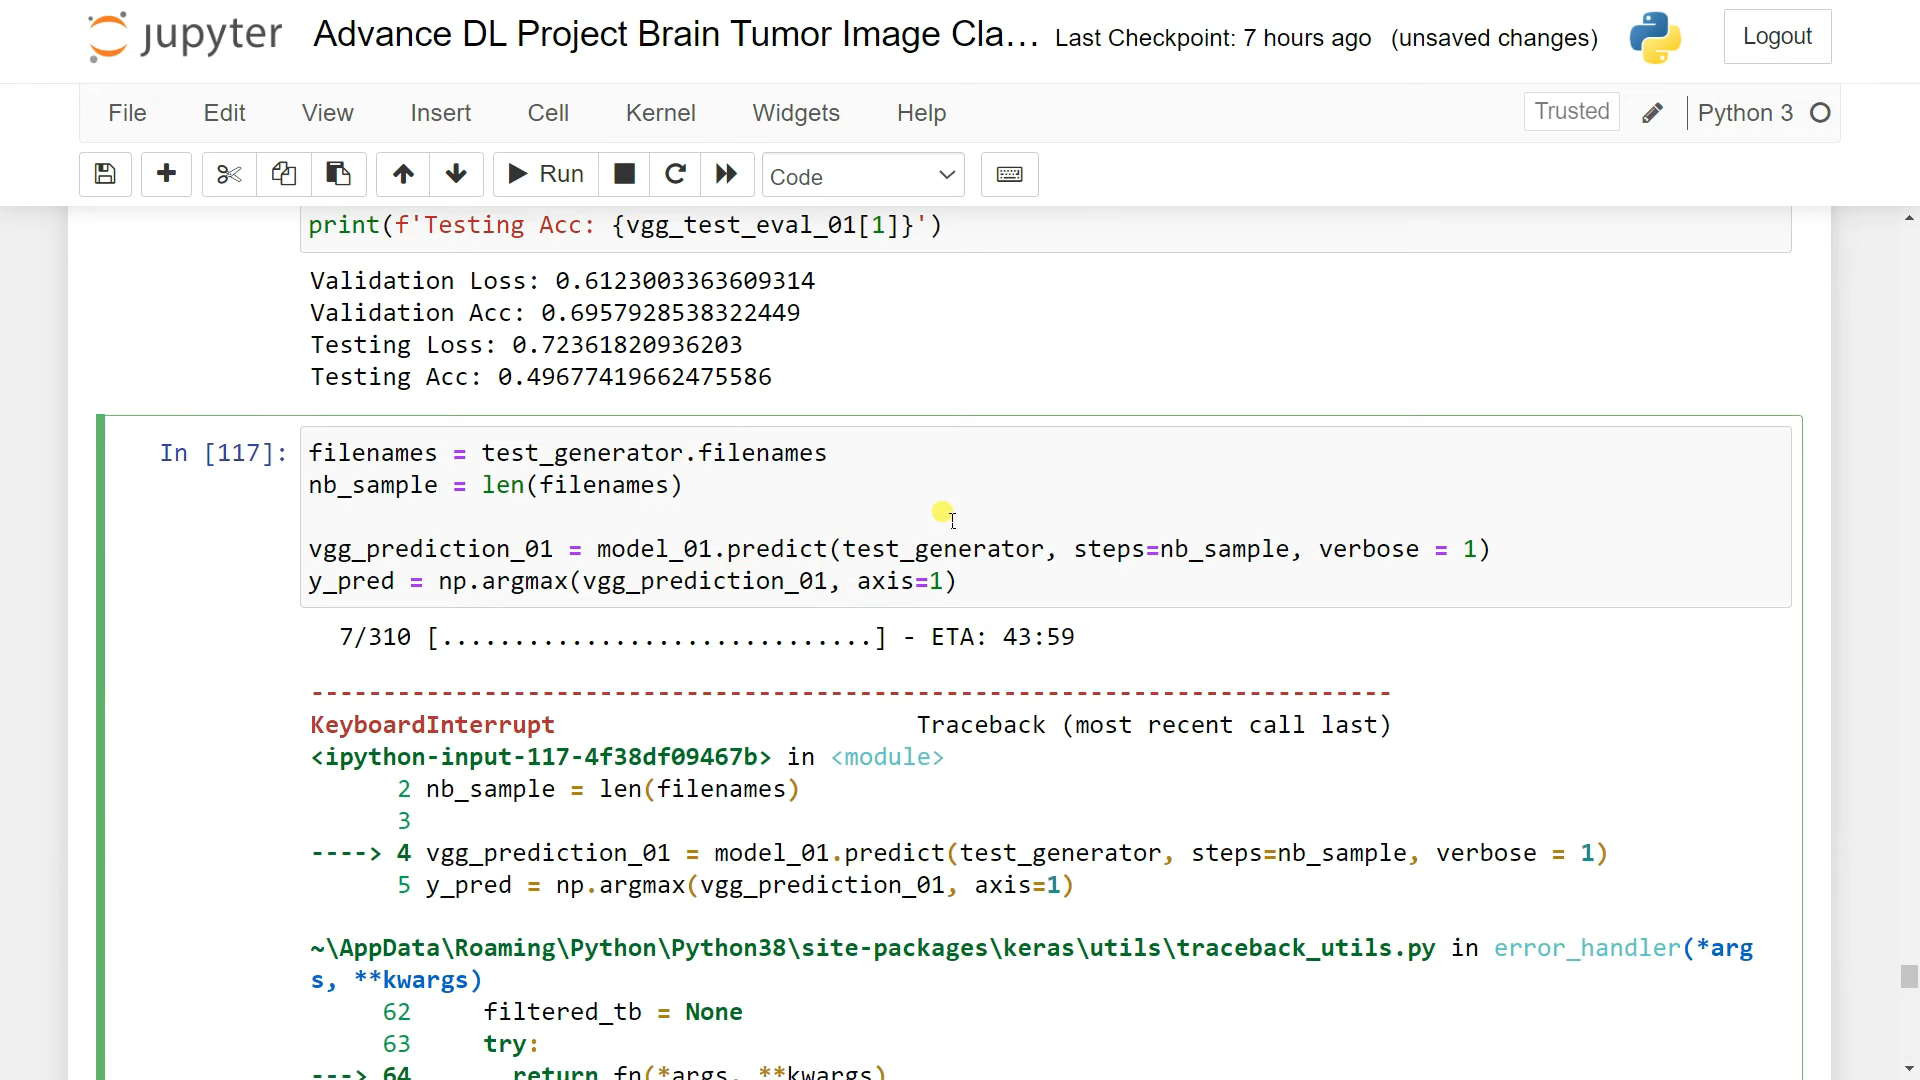 jupyter Advance DL Project Brain Tumor Image Cla... Last Checkpoint: 7 hours ago (unsaved changes) Logout
File Edit View Insert Cell Kernel Widgets Help Trusted Python 3
Run Code
print(f'Testing Acc: {vgg_test_eval_01[1]}')
Validation Loss: 0.6123003363609314
Validation Acc: 0.6957928538322449
Testing Loss: 0.72361820936203
Testing Acc: 0.49677419662475586
In [117]: filenames = test_generator.filenames
nb_sample = len(filenames)
vgg_prediction_01 = model_01.predict(test_generator, steps=nb_sample, verbose = 1)
y_pred = np.argmax(vgg_prediction_01, axis=1)
7/310 [..............................] - ETA: 43:59
---------------------------------------------------------------------------
KeyboardInterrupt Traceback (most recent call last)
<ipython-input-117-4f38df09467b> in <module>
2 nb_sample = len(filenames)
3
----> 4 vgg_prediction_01 = model_01.predict(test_generator, steps=nb_sample, verbose = 1)
5 y_pred = np.argmax(vgg_prediction_01, axis=1)
~\AppData\Roaming\Python\Python38\site-packages\keras\utils\traceback_utils.py in error_handler(*arg
s, **kwargs)
62 filtered_tb = None
63 try:
---> 64 return fn(*args, **kwargs)